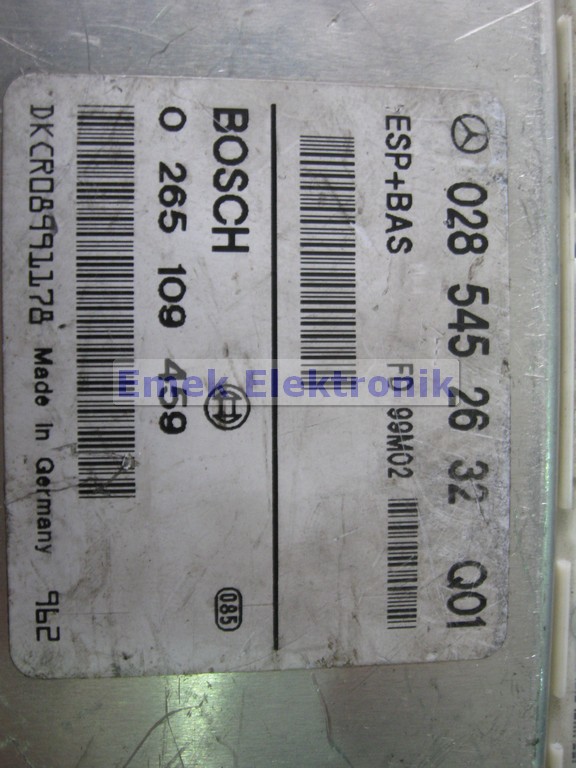 028 545 26 32 Q01
ESP+BAS
FD 99M02
BOSCH
0 265 109 459
085
DKCR08991178 Made in Germany 962
Emek Elektronik